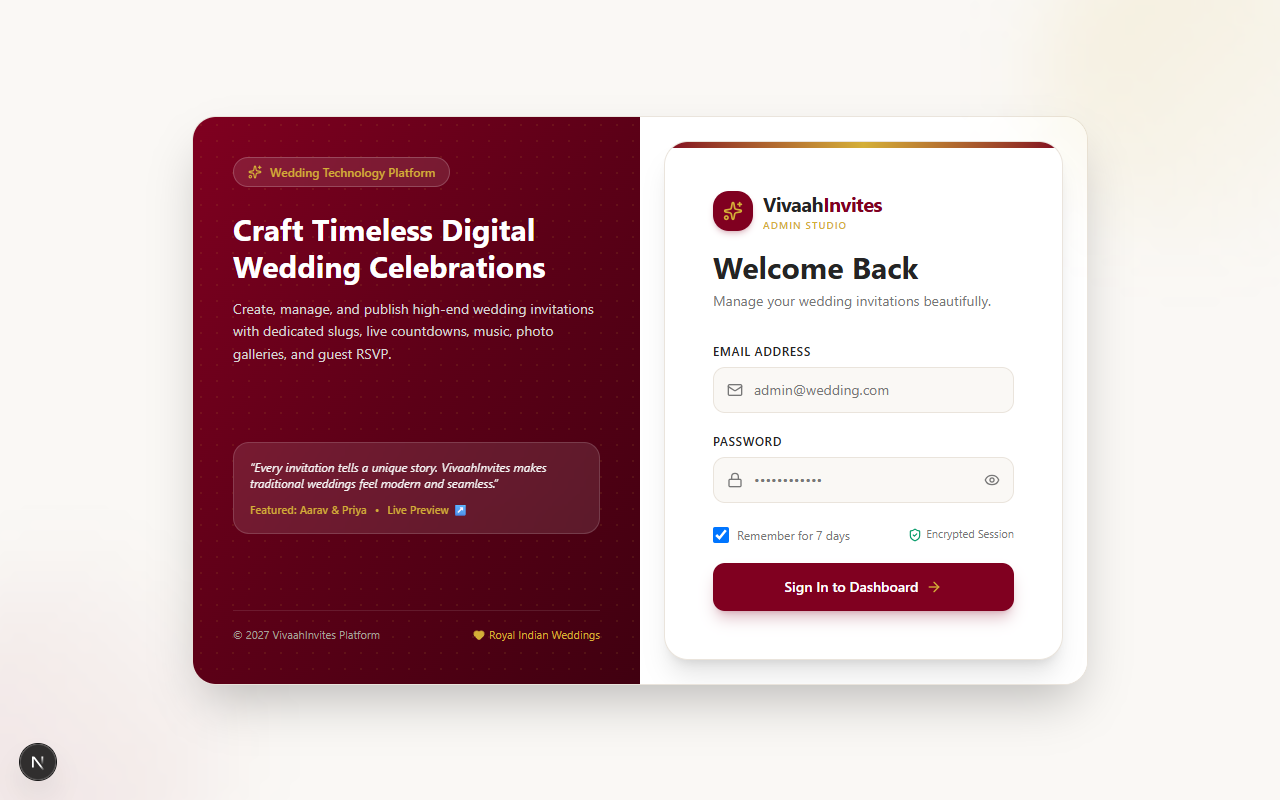 Wedding Technology Platform
Craft Timeless Digital
Wedding Celebrations
Create, manage, and publish high-end wedding invitations
with dedicated slugs, live countdowns, music, photo
galleries, and guest RSVP.
"Every invitation tells a unique story. VivaahInvites makes
traditional weddings feel modern and seamless."
Featured: Aarav & Priya • Live Preview ↗
© 2027 VivaahInvites Platform
Royal Indian Weddings
VivaahInvites
ADMIN STUDIO
Welcome Back
Manage your wedding invitations beautifully.
EMAIL ADDRESS
admin@wedding.com
PASSWORD
••••••••••••
Remember for 7 days
Encrypted Session
Sign In to Dashboard →
N